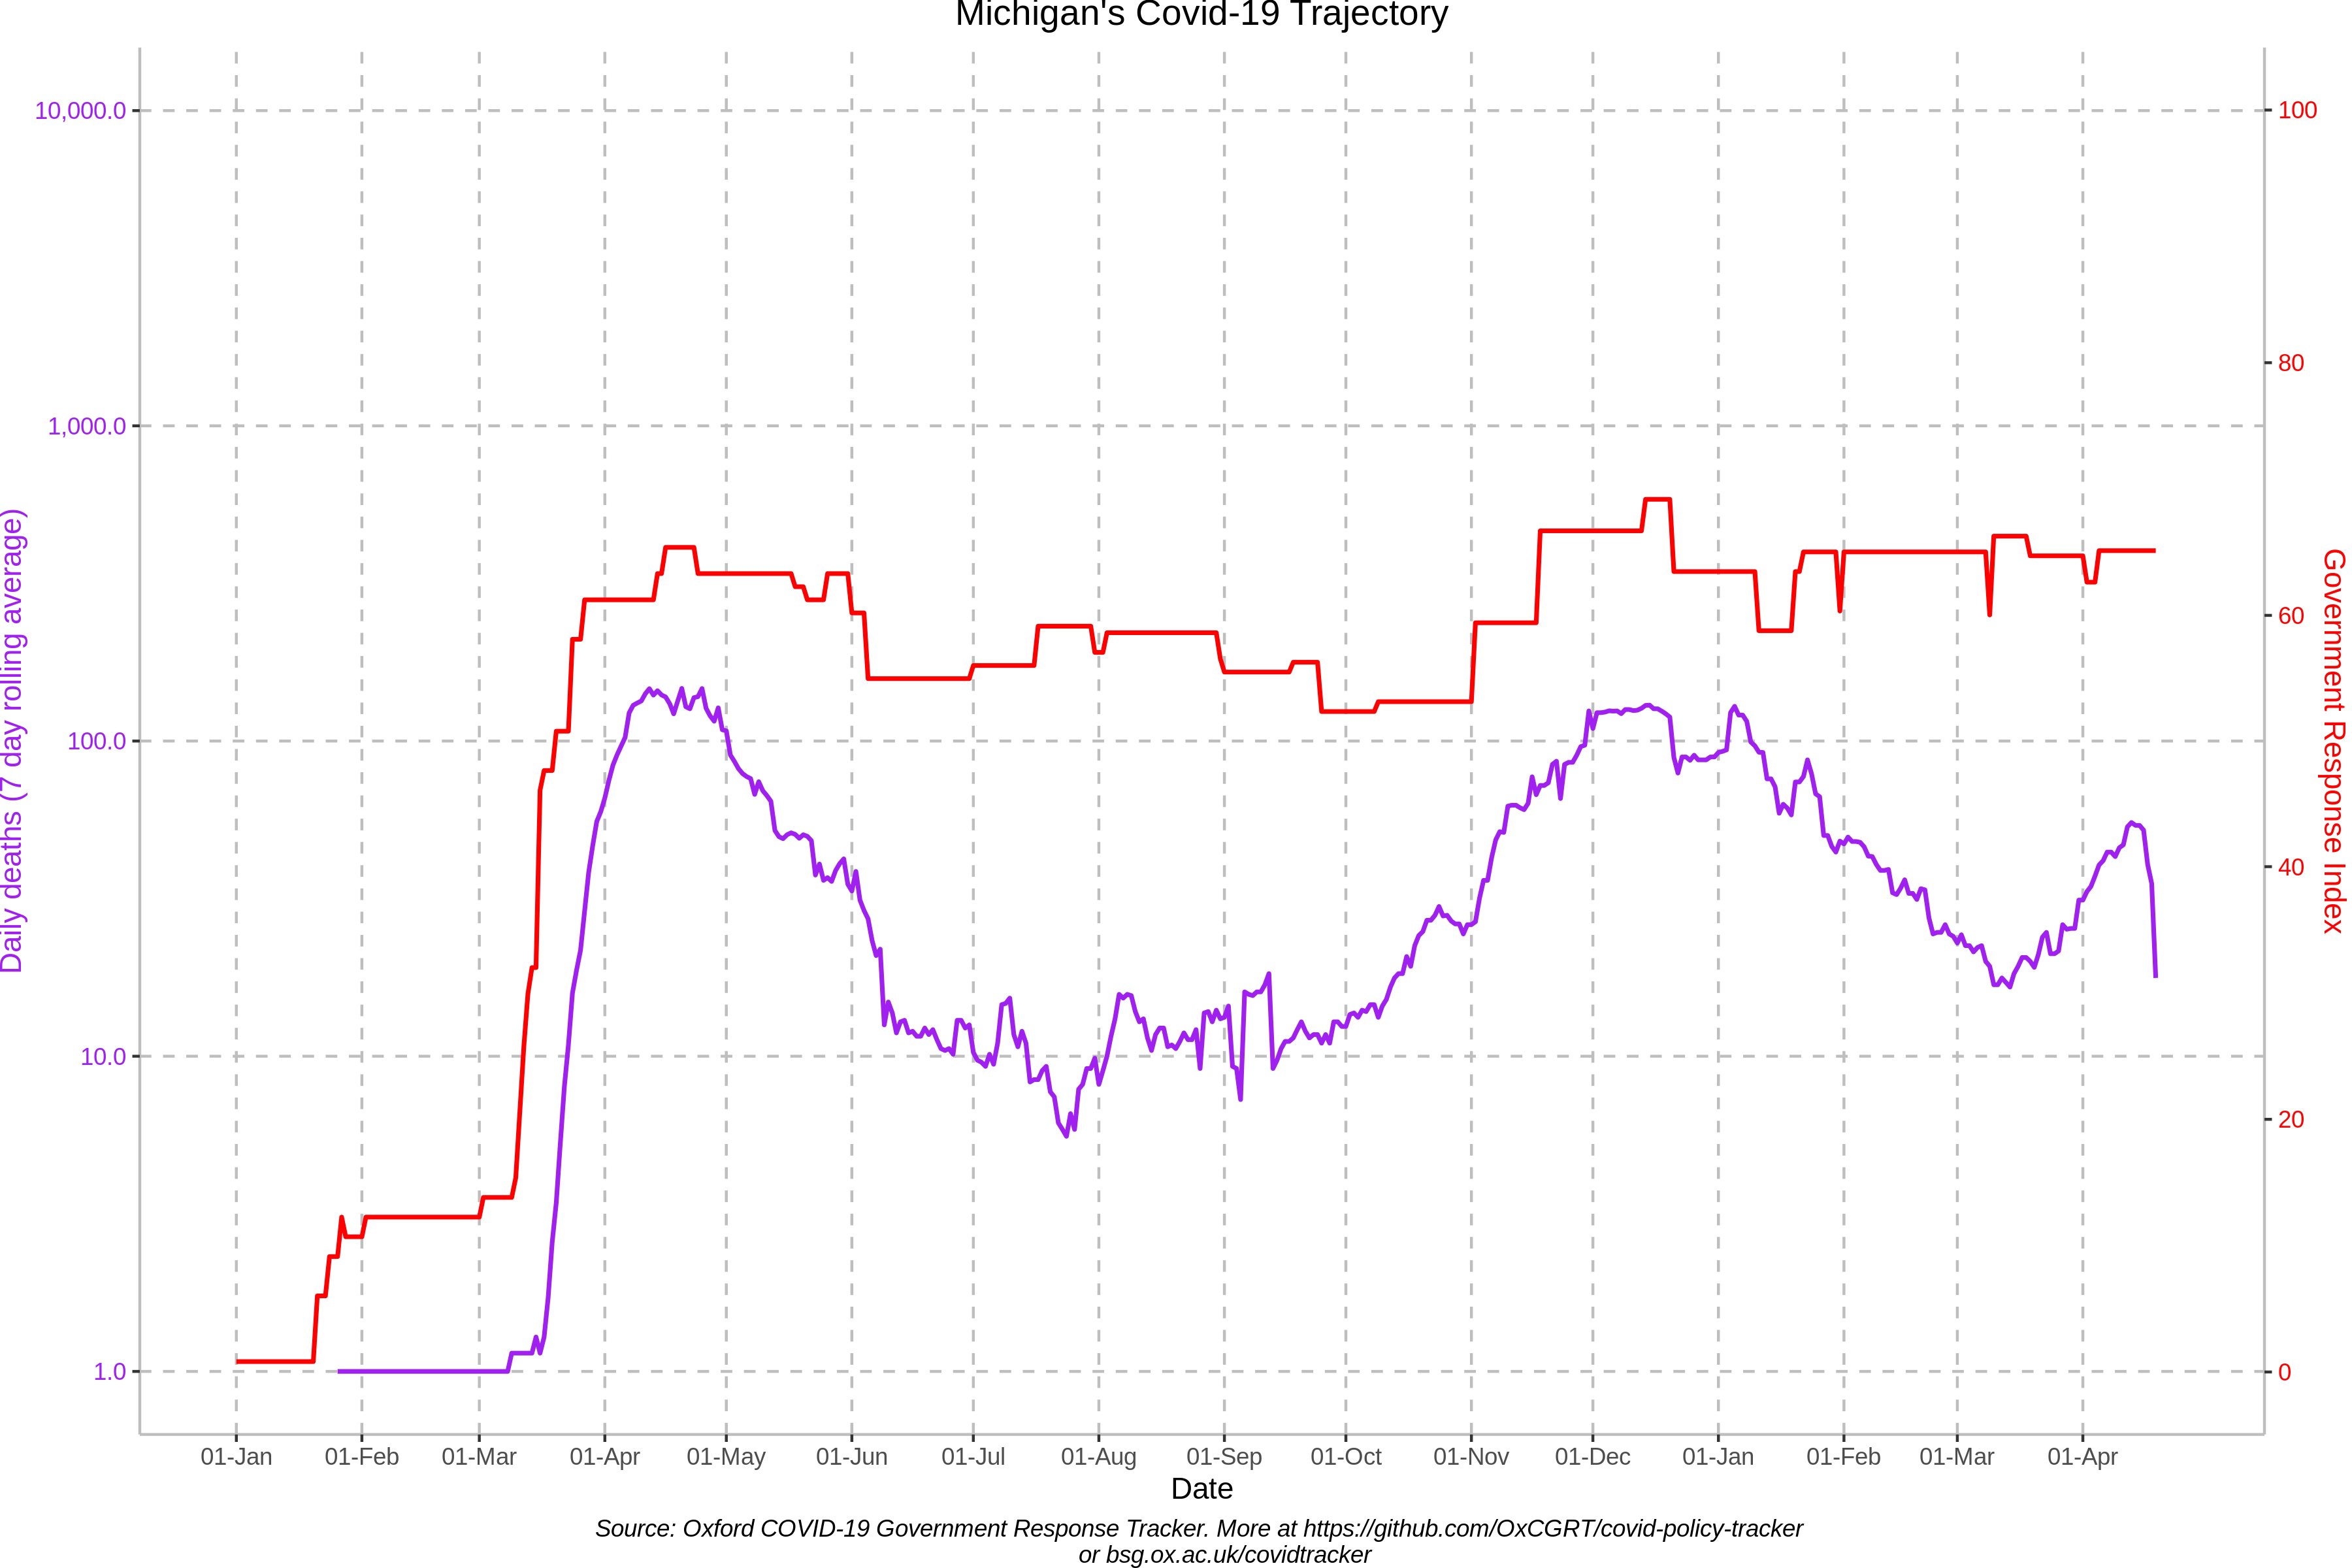 Michigan's Covid-19 Trajectory
10,000.0
1,000.0
100.0
10.0
1.0
Daily deaths (7 day rolling average)
100
80
60
40
20
0
Government Response Index
01-Jan 01-Feb 01-Mar 01-Apr 01-May 01-Jun 01-Jul 01-Aug 01-Sep 01-Oct 01-Nov 01-Dec 01-Jan 01-Feb 01-Mar 01-Apr
Date
Source: Oxford COVID-19 Government Response Tracker. More at https://github.com/OxCGRT/covid-policy-tracker
or bsg.ox.ac.uk/covidtracker